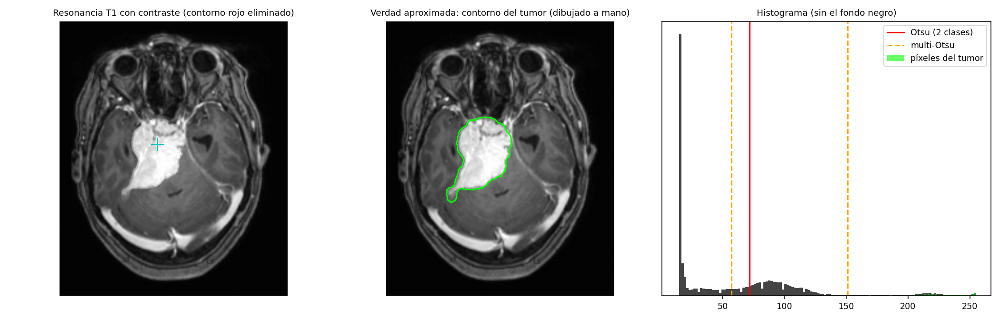 Resonancia T1 con contraste (contorno rojo eliminado)
Verdad aproximada: contorno del tumor (dibujado a mano)
Histograma (sin el fondo negro)
Otsu (2 clases)
multi-Otsu
píxeles del tumor
50 100 150 200 250